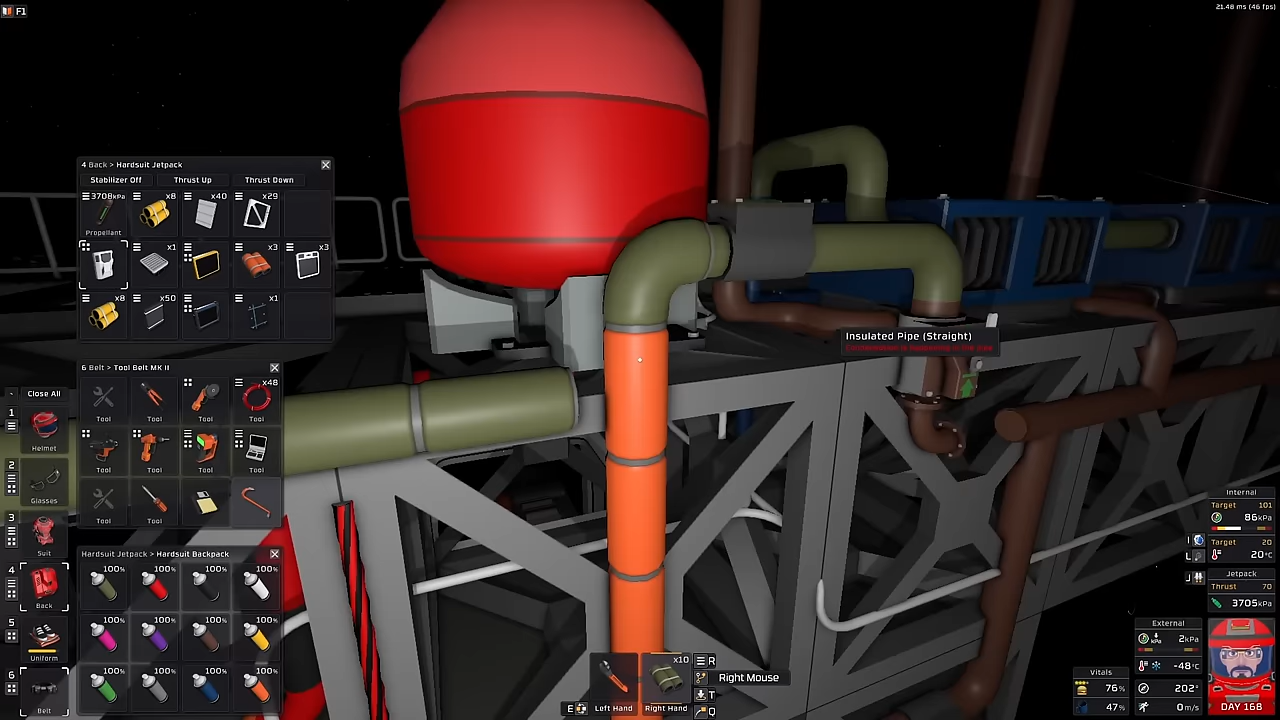 F1
21.48 ms (46 fps)
4 Back > Hardsuit Jetpack
Stabilizer Off Thrust Up Thrust Down
3708kPa x8 x40 x29
Propellant
x1 x3 x3
x8 x50 x1
6 Belt > Tool Belt MK II
x48
Tool Tool Tool Tool
Tool Tool Tool Tool
Tool Tool
Hardsuit Jetpack > Hardsuit Backpack
100% 100% 100% 100%
100% 100% 100% 100%
100% 100% 100% 100%
Close All
1
Helmet
2
Glasses
3
Suit
4
Back
5
Uniform
6
Belt
Insulated Pipe (Straight)
x10
R
Right Mouse
T
E Left Hand Right Hand Q
Internal
Target 101
86kPa
Target 20
20°C
Jetpack
Thrust 70
3705kPa
External
2kPa
-48°C
202°
0m/s
Vitals
76%
47%
DAY 168